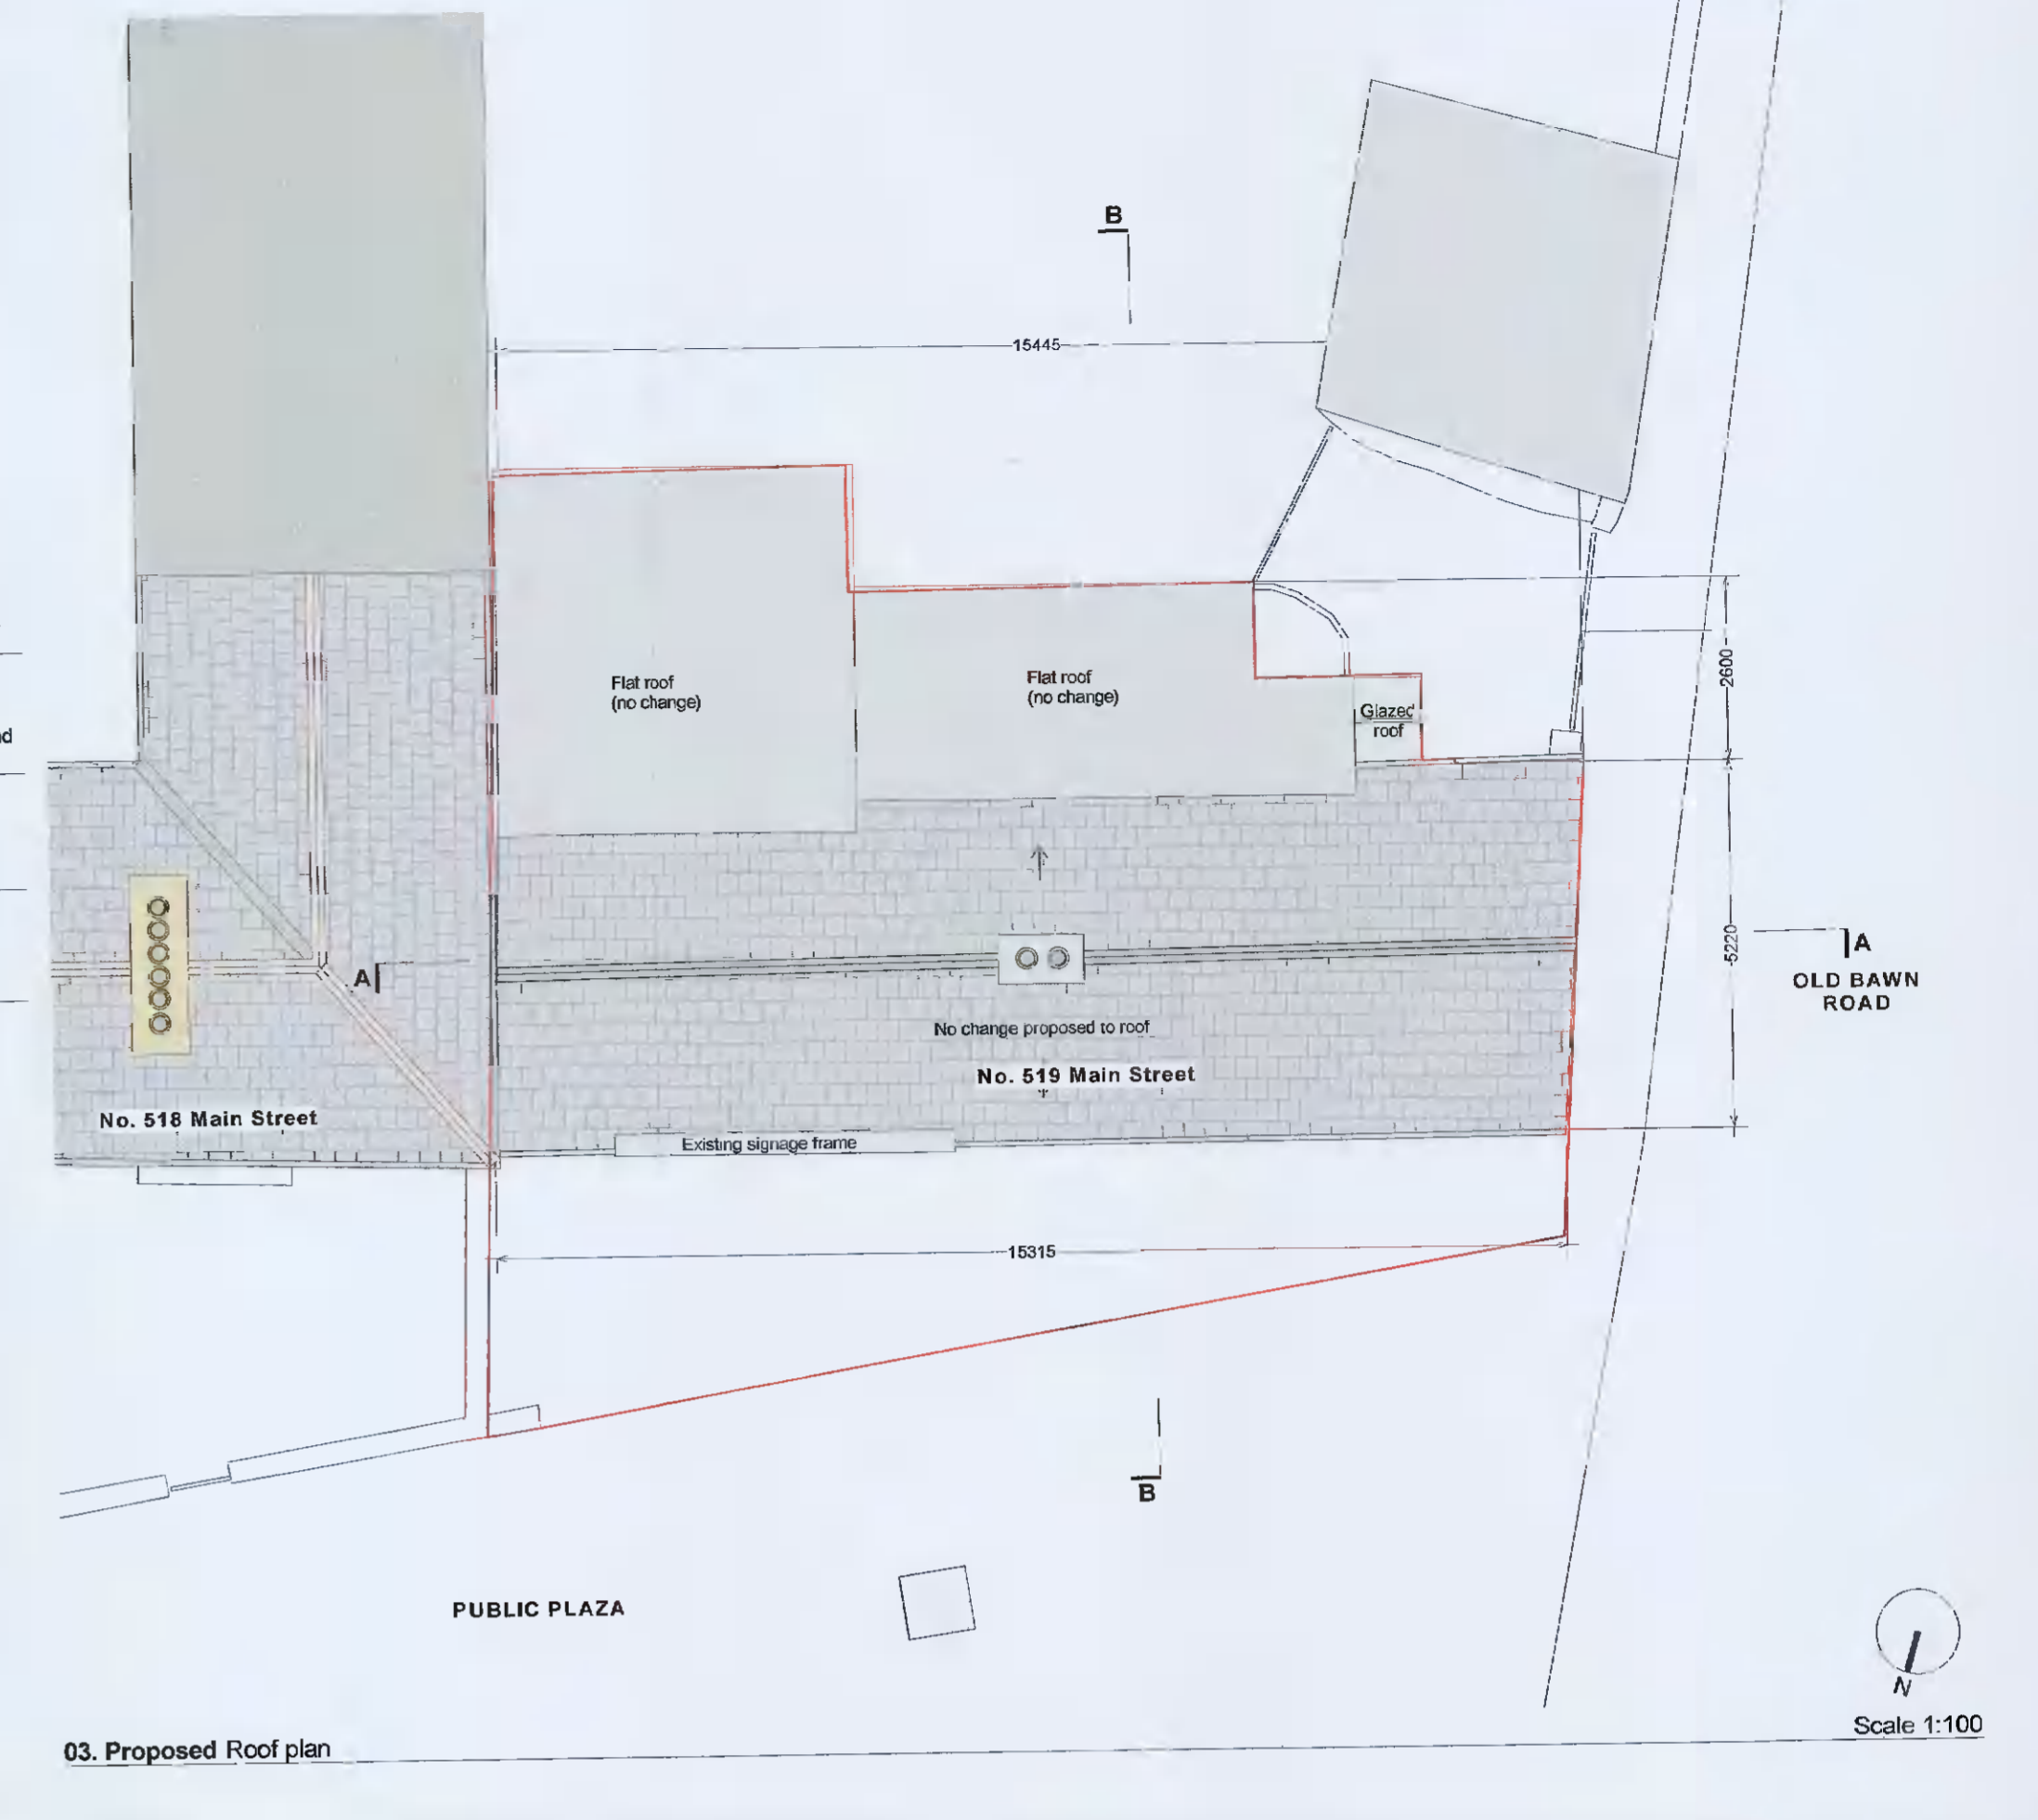 B
15445
Flat roof
(no change)
Flat roof
(no change)
Glazed
roof
2600
nd
5220
A
A
OLD BAWN
ROAD
No change proposed to roof
No. 519 Main Street
No. 518 Main Street
Existing signage frame
15315
B
PUBLIC PLAZA
N
Scale 1:100
03. Proposed Roof plan